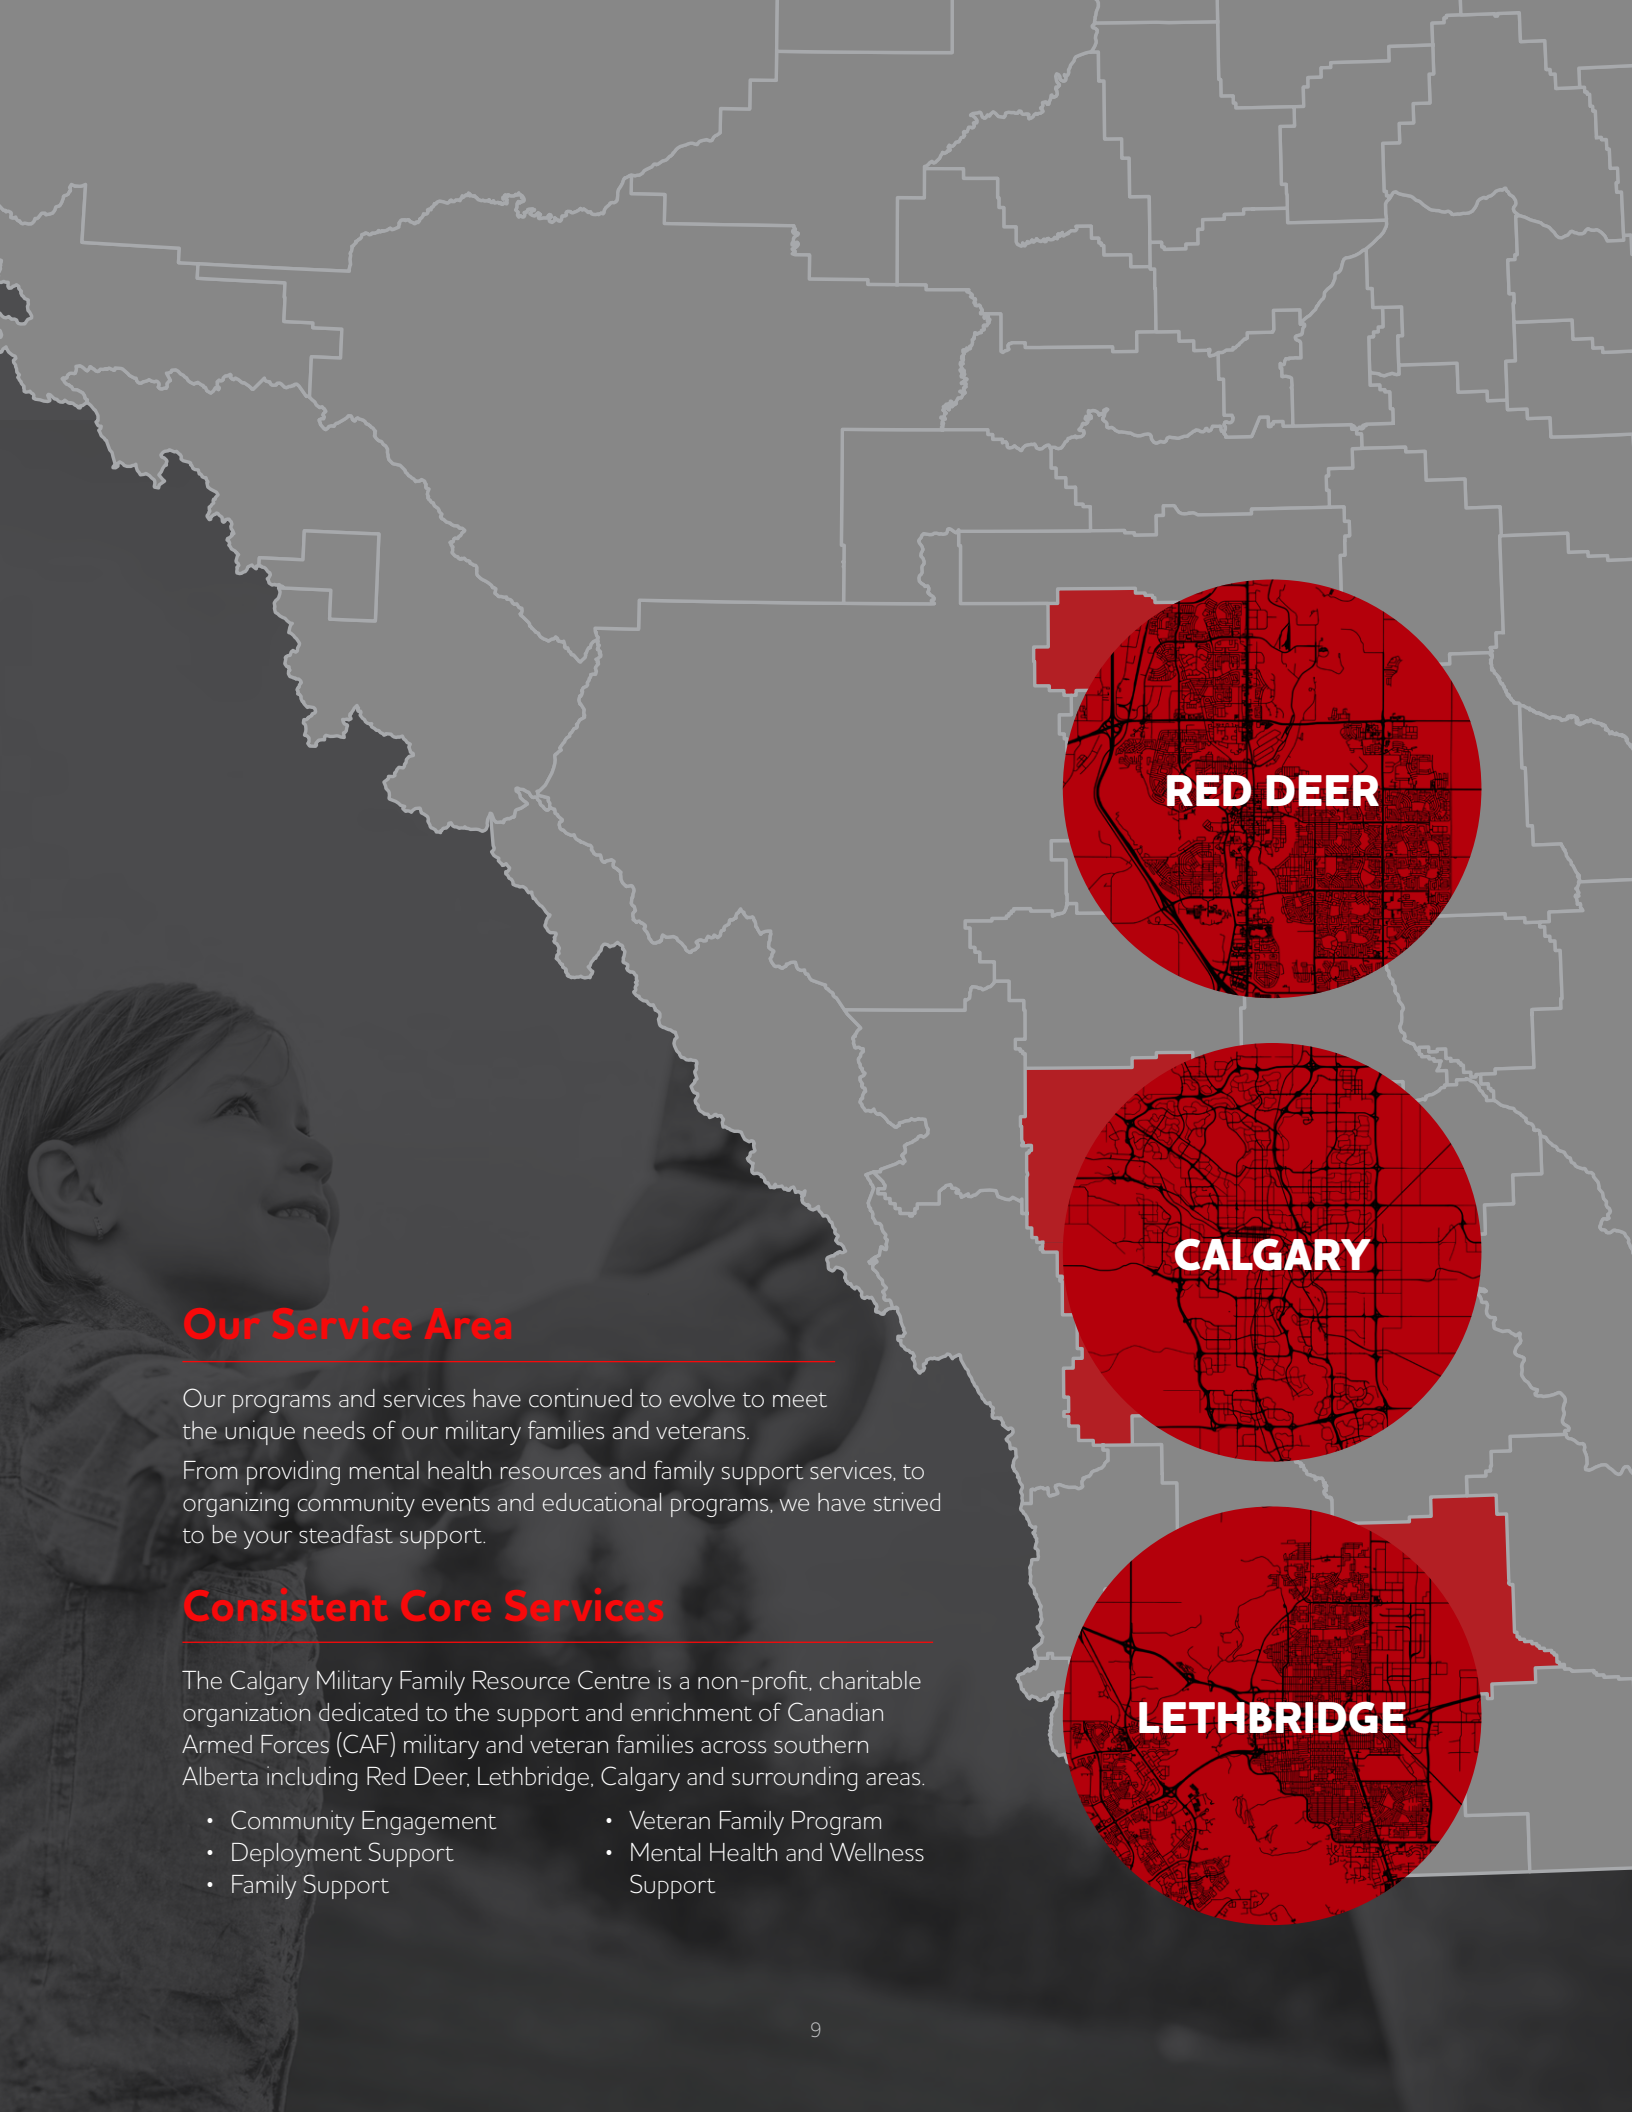 RED DEER
CALGARY
LETHBRIDGE
Our Service Area
Our programs and services have continued to evolve to meet
the unique needs of our military families and veterans.
From providing mental health resources and family support services, to
organizing community events and educational programs, we have strived
to be your steadfast support.
Consistent Core Services
The Calgary Military Family Resource Centre is a non-profit, charitable
organization dedicated to the support and enrichment of Canadian
Armed Forces (CAF) military and veteran families across southern
Alberta including Red Deer, Lethbridge, Calgary and surrounding areas.
• Community Engagement
• Deployment Support
• Family Support
• Veteran Family Program
• Mental Health and Wellness
Support
9